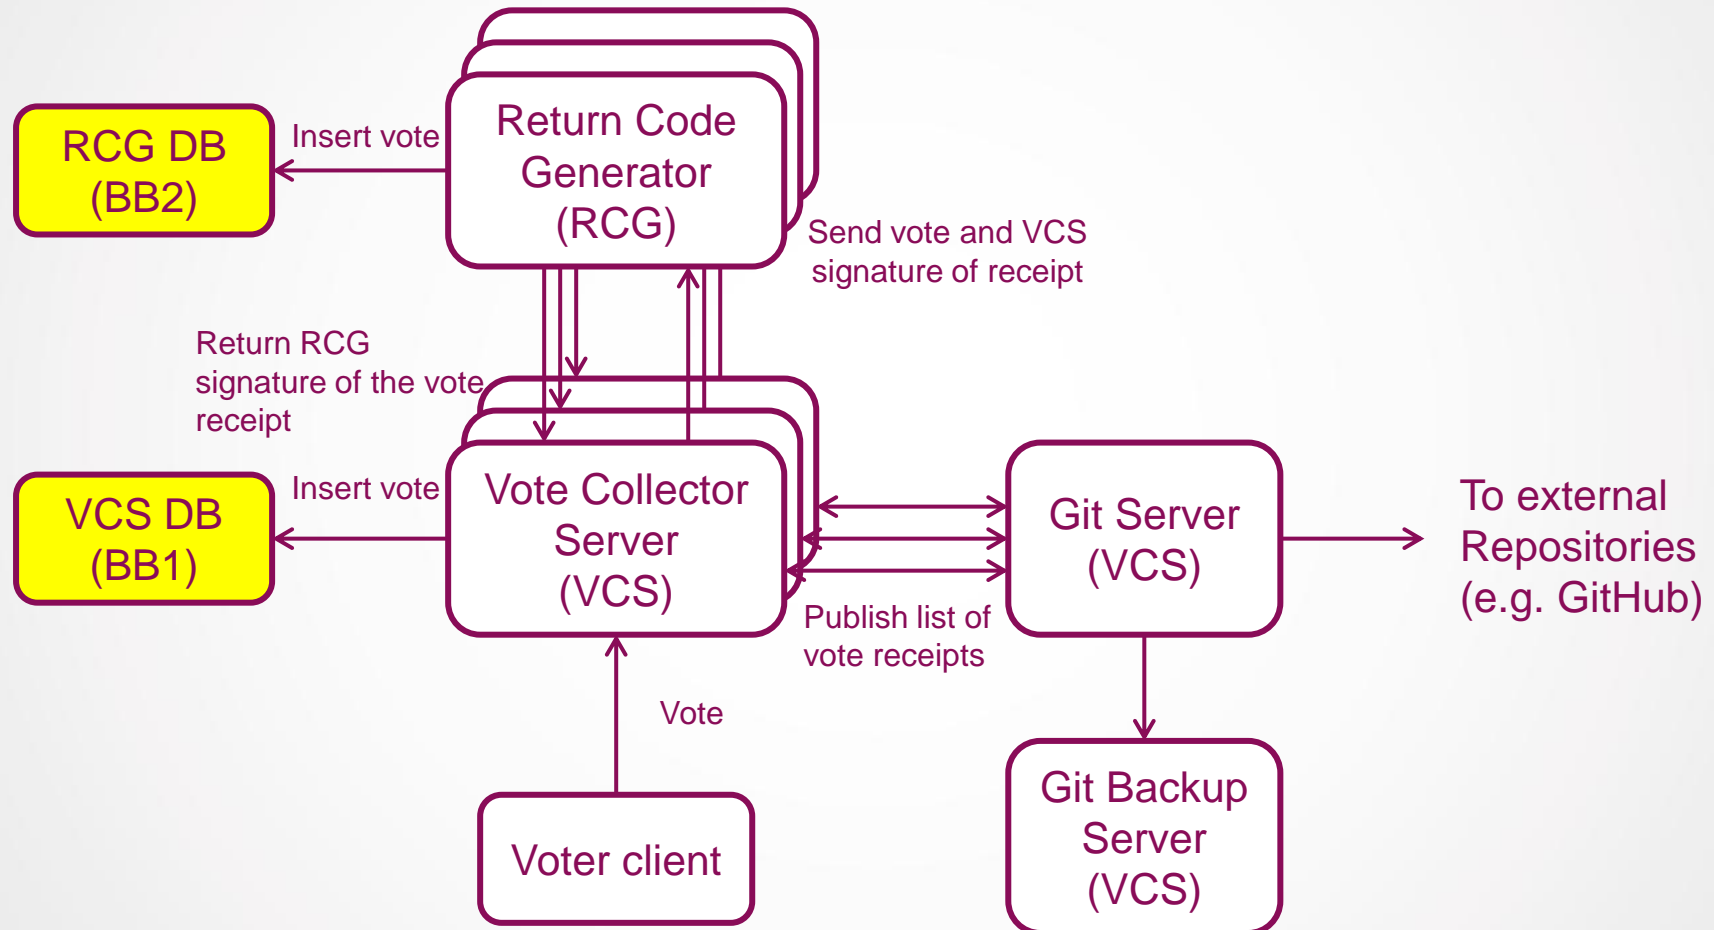 Return Code
Generator
(RCG)
RCG DB
(BB2)
Insert vote
Send vote and VCS
signature of receipt
Return RCG
signature of the vote
receipt
VCS DB
(BB1)
Insert vote
Vote Collector
Server
(VCS)
Git Server
(VCS)
To external
Repositories
(e.g. GitHub)
Publish list of
vote receipts
Vote
Voter client
Git Backup
Server
(VCS)